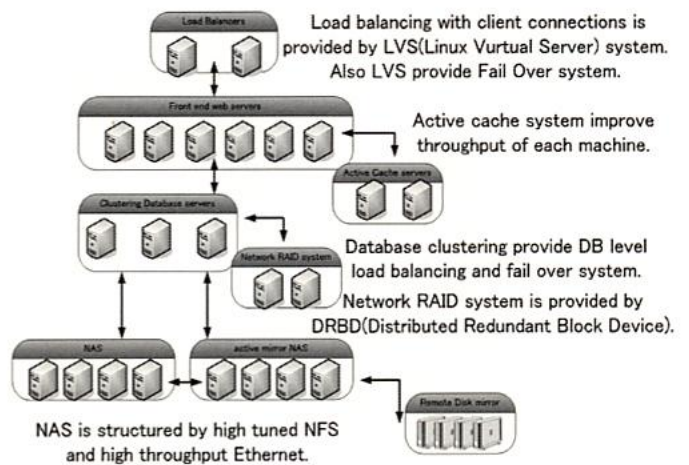 Load Balancers
Load balancing with client connections is
provided by LVS(Linux Vurtual Server) system.
Also LVS provide Fail Over system.
Front end web servers
Active cache system improve
throughput of each machine.
Active Cache servers
Clustering Database servers
Network RAID system
Database clustering provide DB level
load balancing and fail over system.
Network RAID system is provided by
DRBD(Distributed Redundant Block Device).
NAS
active mirror NAS
Remote Disk mirror
NAS is structured by high tuned NFS
and high throughput Ethernet.